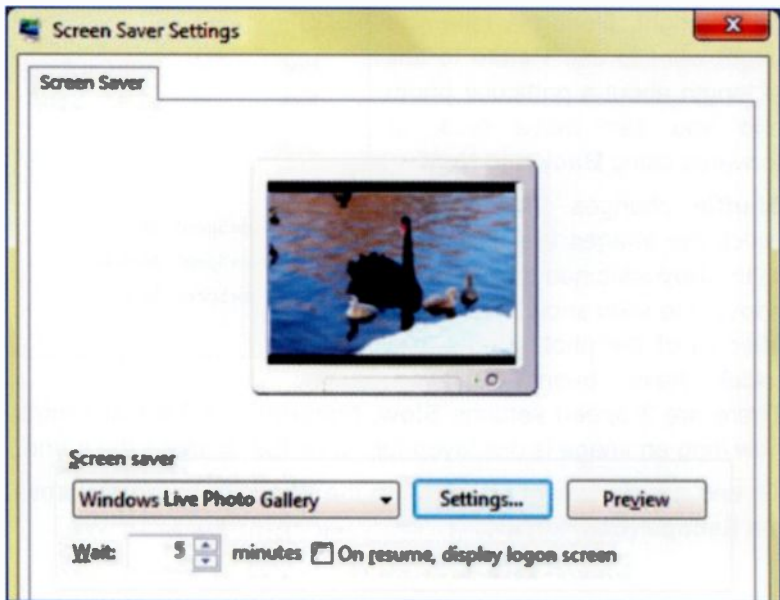 Screen Saver Settings
Screen Saver
Screen saver
Windows Live Photo Gallery
Settings...
Preview
Wait: 5 minutes On resume, display logon screen